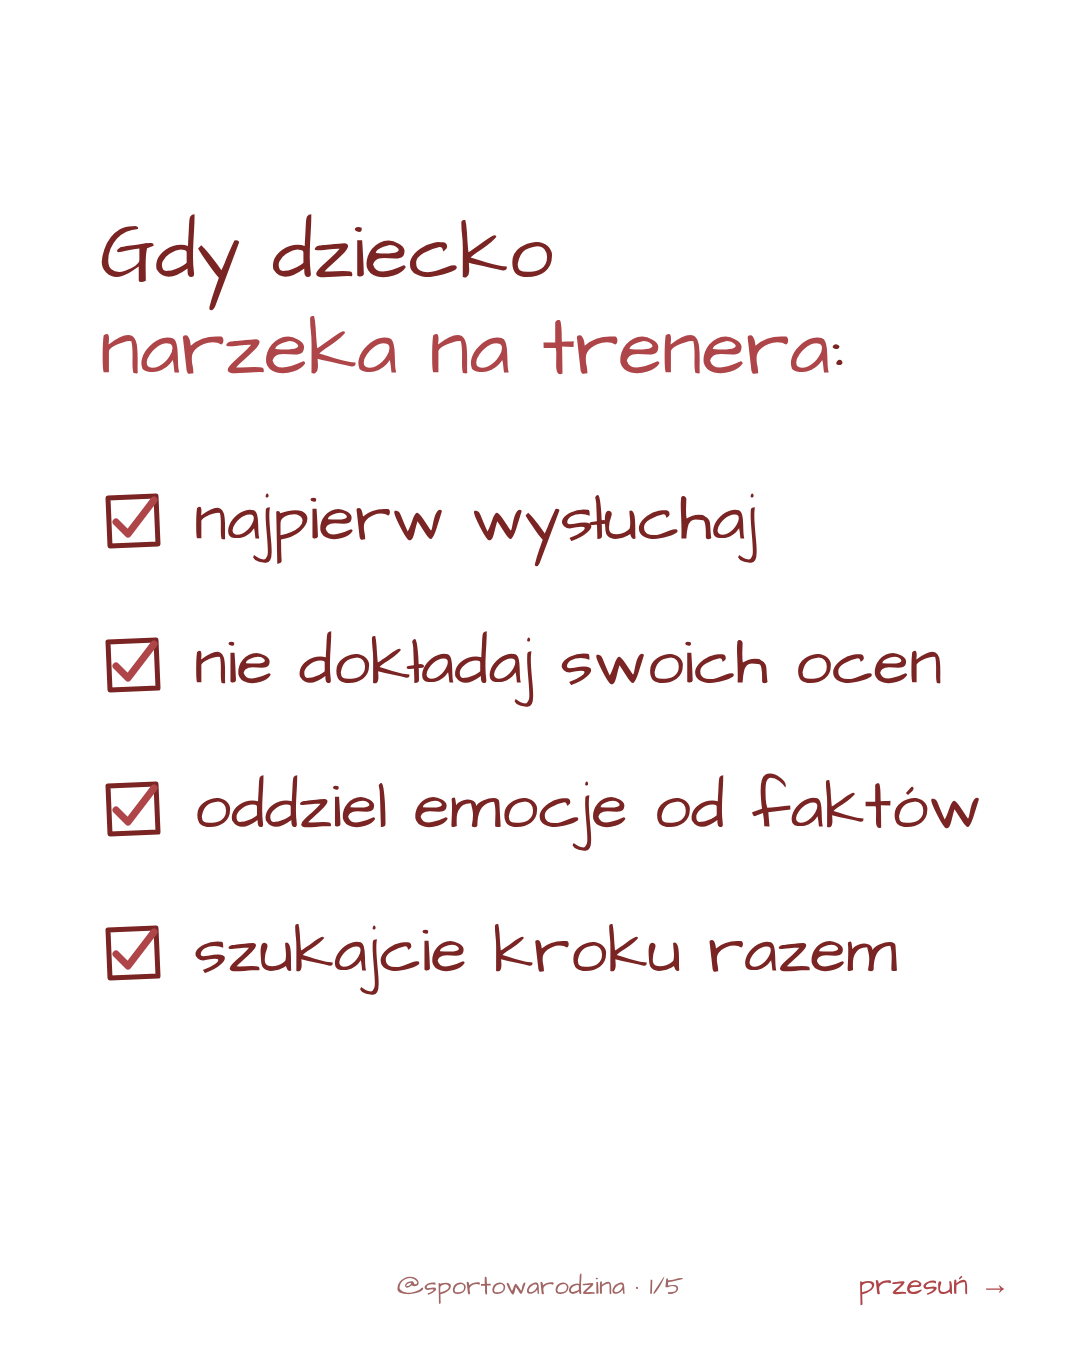 Gdy dziecko
narzeka na trenera:
najpierw wysłuchaj
nie dokładaj swoich ocen
oddziel emocje od faktów
szukajcie kroku razem
@sportowarodzina · 1/5
przesuń →